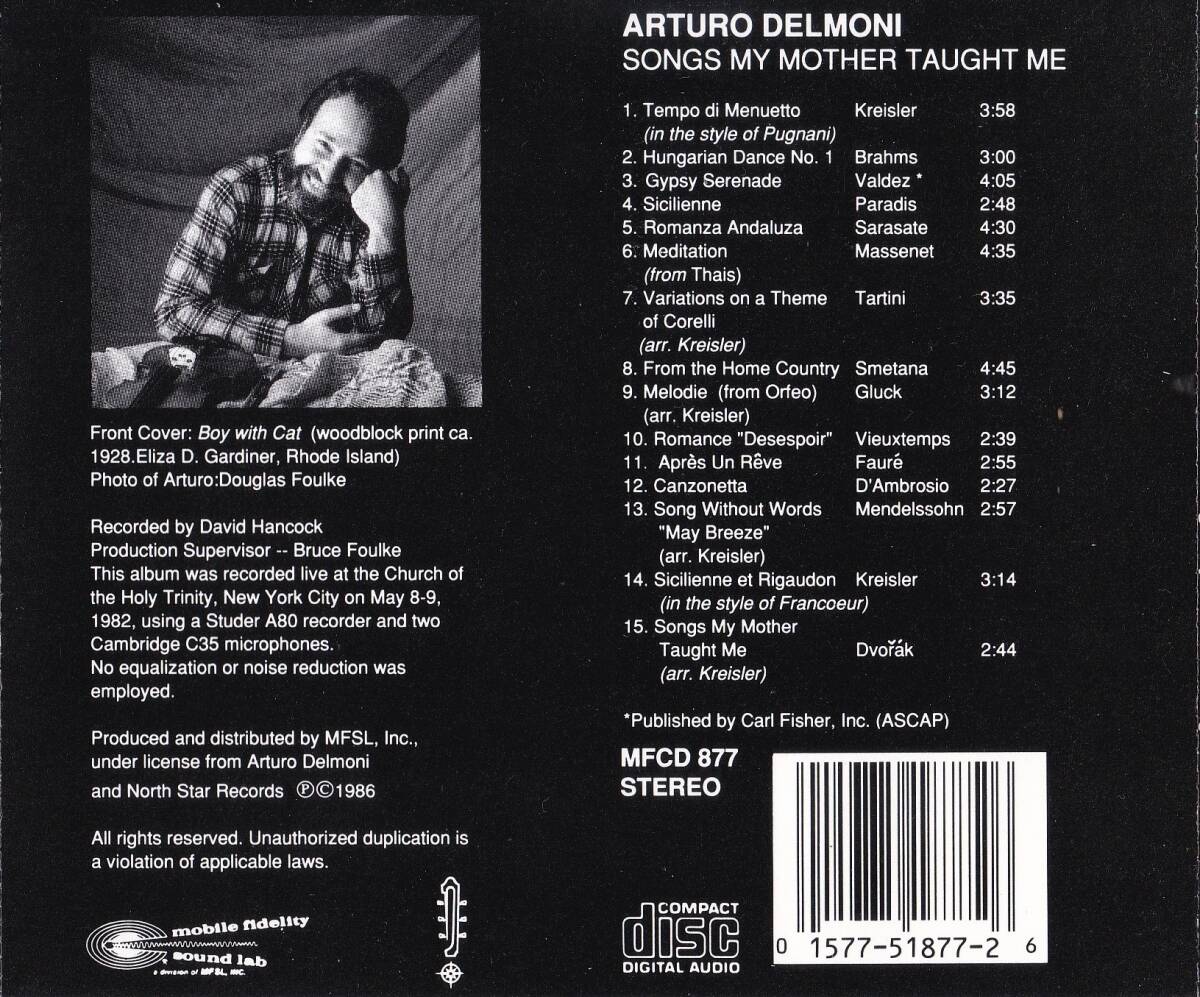 ARTURO DELMONI
SONGS MY MOTHER TAUGHT ME
1. Tempo di Menuetto Kreisler 3:58
(in the style of Pugnani)
2. Hungarian Dance No. 1 Brahms 3:00
3. Gypsy Serenade Valdez * 4:05
4. Sicilienne Paradis 2:48
5. Romanza Andaluza Sarasate 4:30
6. Meditation Massenet 4:35
(from Thais)
7. Variations on a Theme Tartini 3:35
of Corelli
(arr. Kreisler)
8. From the Home Country Smetana 4:45
9. Melodie (from Orfeo) Gluck 3:12
(arr. Kreisler)
10. Romance "Desespoir" Vieuxtemps 2:39
11. Après Un Rêve Fauré 2:55
12. Canzonetta D'Ambrosio 2:27
13. Song Without Words Mendelssohn 2:57
"May Breeze"
(arr. Kreisler)
14. Sicilienne et Rigaudon Kreisler 3:14
(in the style of Francoeur)
15. Songs My Mother
Taught Me Dvořák 2:44
(arr. Kreisler)
*Published by Carl Fisher, Inc. (ASCAP)
MFCD 877
STEREO
COMPACT
disc
DIGITAL AUDIO
0 1577-51877-2 6
Front Cover: Boy with Cat (woodblock print ca.
1928.Eliza D. Gardiner, Rhode Island)
Photo of Arturo:Douglas Foulke
Recorded by David Hancock
Production Supervisor -- Bruce Foulke
This album was recorded live at the Church of
the Holy Trinity, New York City on May 8-9,
1982, using a Studer A80 recorder and two
Cambridge C35 microphones.
No equalization or noise reduction was
employed.
Produced and distributed by MFSL, Inc.,
under license from Arturo Delmoni
and North Star Records ℗©1986
All rights reserved. Unauthorized duplication is
a violation of applicable laws.
mobile fidelity
sound lab
a division of MFSL, INC.